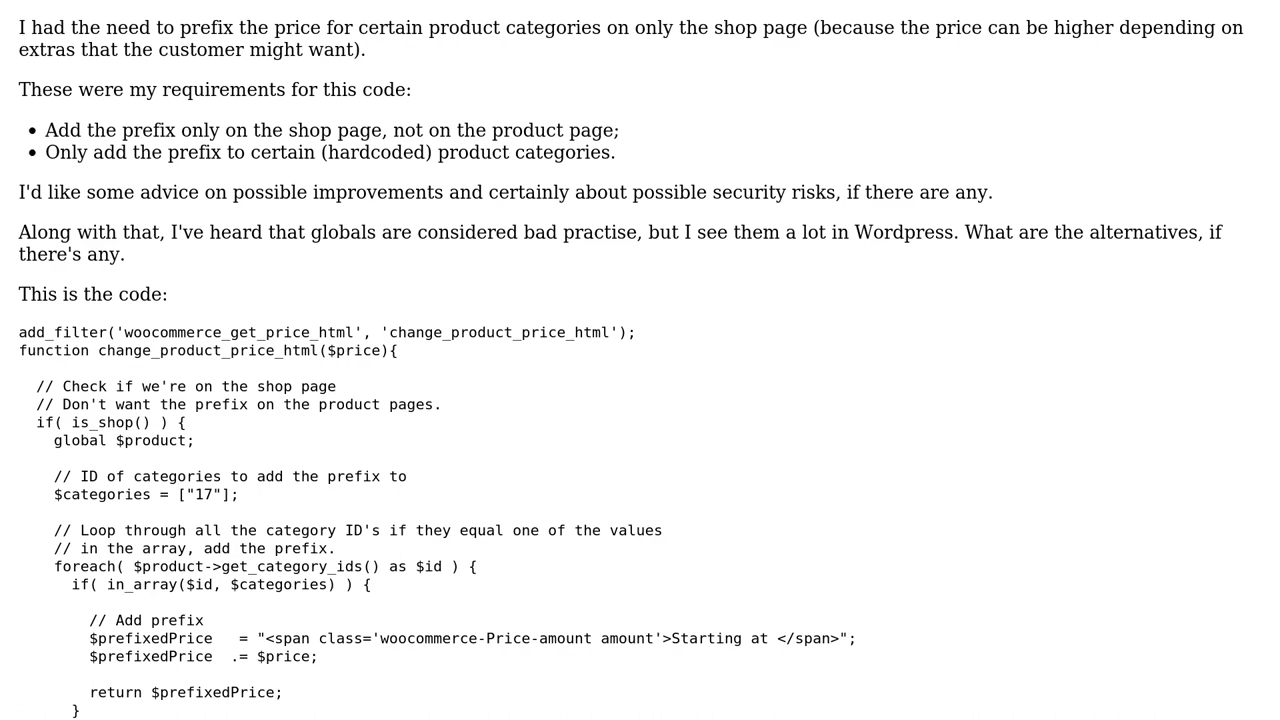 I had the need to prefix the price for certain product categories on only the shop page (because the price can be higher depending on
extras that the customer might want).
These were my requirements for this code:
• Add the prefix only on the shop page, not on the product page;
• Only add the prefix to certain (hardcoded) product categories.
I'd like some advice on possible improvements and certainly about possible security risks, if there are any.
Along with that, I've heard that globals are considered bad practise, but I see them a lot in Wordpress. What are the alternatives, if
there's any.
This is the code:
add_filter('woocommerce_get_price_html', 'change_product_price_html');
function change_product_price_html($price){
  // Check if we're on the shop page
  // Don't want the prefix on the product pages.
  if( is_shop() ) {
    global $product;
    // ID of categories to add the prefix to
    $categories = ["17"];
    // Loop through all the category ID's if they equal one of the values
    // in the array, add the prefix.
    foreach( $product->get_category_ids() as $id ) {
      if( in_array($id, $categories) ) {
        // Add prefix
        $prefixedPrice   = "<span class='woocommerce-Price-amount amount'>Starting at </span>";
        $prefixedPrice  .= $price;
        return $prefixedPrice;
      }